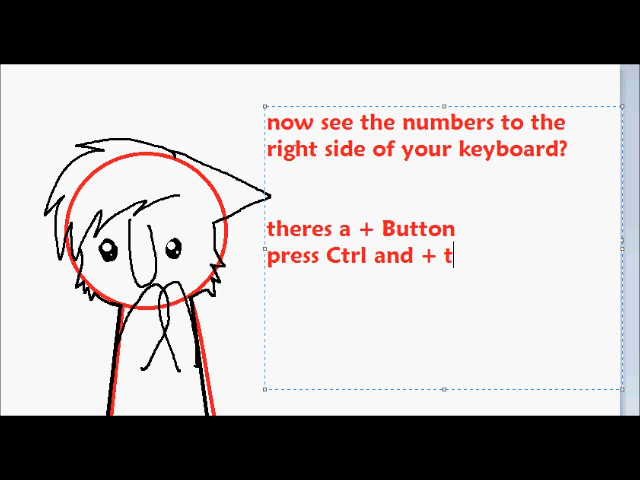 now see the numbers to the
right side of your keyboard?
theres a + Button
press Ctrl and + t